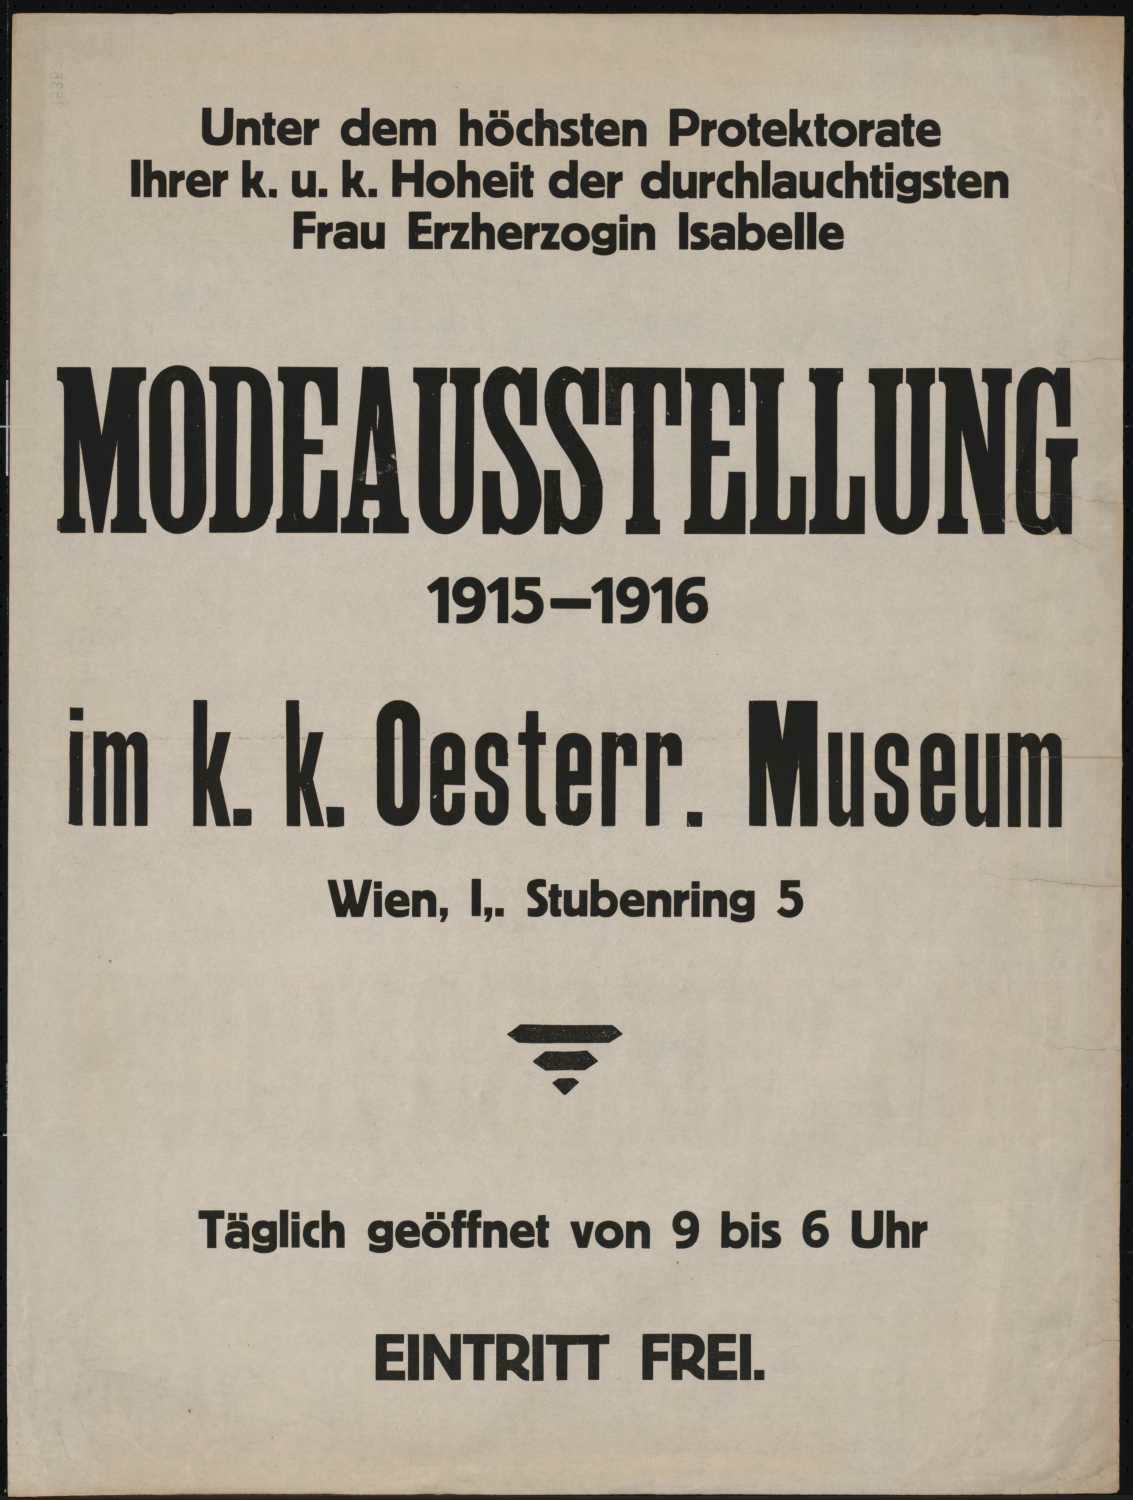 Unter dem höchsten Protektorate
Ihrer k. u. k. Hoheit der durchlauchtigsten
Frau Erzherzogin Isabelle
MODEAUSSTELLUNG
1915–1916
im k. k. Oesterr. Museum
Wien, I,. Stubenring 5
Täglich geöffnet von 9 bis 6 Uhr
EINTRITT FREI.